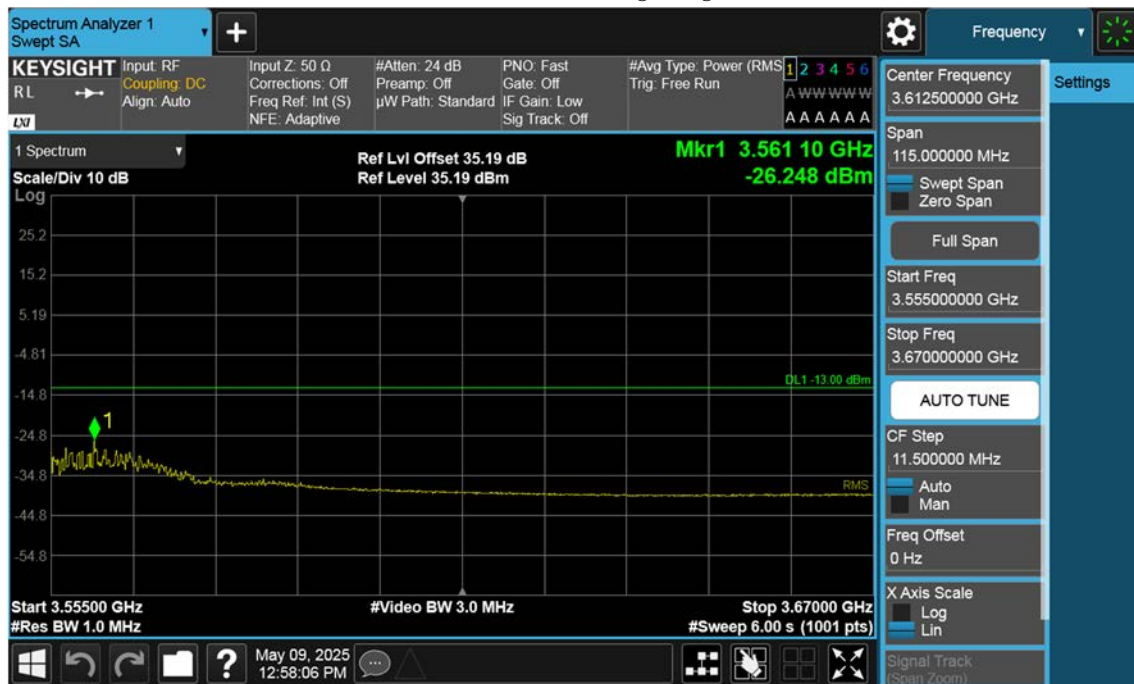 Spectrum Analyzer 1
Swept SA
+
Frequency
KEYSIGHT
RL
LXI
Input: RF
Coupling: DC
Align: Auto
Input Z: 50 Ω
Corrections: Off
Freq Ref: Int (S)
NFE: Adaptive
#Atten: 24 dB
Preamp: Off
µW Path: Standard
PNO: Fast
Gate: Off
IF Gain: Low
Sig Track: Off
#Avg Type: Power (RMS
Trig: Free Run
1 2 3 4 5 6
A W W W W W
A A A A A A
1 Spectrum
Scale/Div 10 dB
Log
Ref Lvl Offset 35.19 dB
Ref Level 35.19 dBm
Mkr1 3.561 10 GHz
-26.248 dBm
25.2
15.2
5.19
-4.81
-14.8
-24.8
-34.8
-44.8
-54.8
DL1 -13.00 dBm
1
RMS
Start 3.55500 GHz
#Res BW 1.0 MHz
#Video BW 3.0 MHz
Stop 3.67000 GHz
#Sweep 6.00 s (1001 pts)
Center Frequency
3.612500000 GHz
Settings
Span
115.000000 MHz
Swept Span
Zero Span
Full Span
Start Freq
3.555000000 GHz
Stop Freq
3.670000000 GHz
AUTO TUNE
CF Step
11.500000 MHz
Auto
Man
Freq Offset
0 Hz
X Axis Scale
Log
Lin
Signal Track
(Span Zoom)
?
May 09, 2025
12:58:06 PM